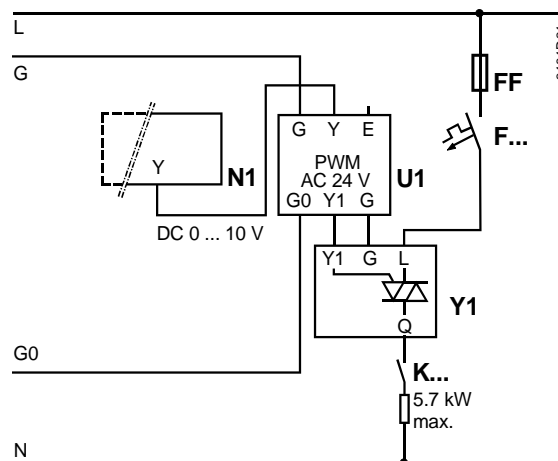 L
G
FF
G Y E
F...
Y
N1
PWM
AC 24 V
U1
G0 Y1 G
DC 0 ... 10 V
Y1 G L
Y1
Q
G0
K...
5.7 kW
max.
N